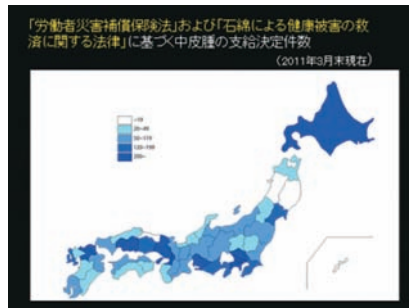 「労働者災害補償保険法」および「石綿による健康被害の救
済に関する法律」に基づく中皮腫の支給決定件数
(2011年3月末現在)
200~